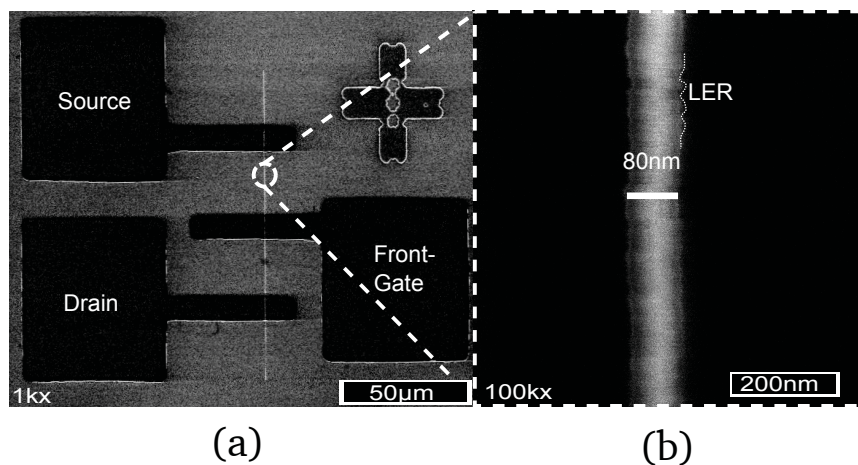 Source
Drain
Front-
Gate
1kx
50µm
LER
80nm
100kx
200nm
(a)
(b)